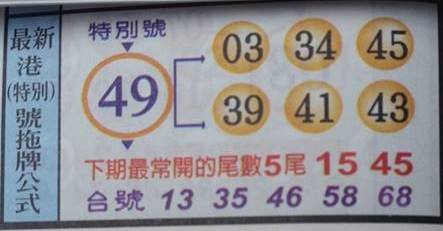 最新港(特別)號拖牌公式
特別號
49
03 34 45
39 41 43
下期最常開的尾數5尾 15 45
台號 13 35 46 58 68